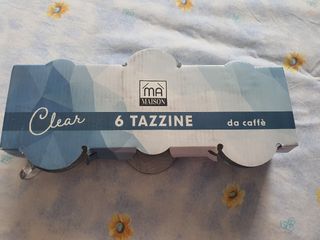 MA
MAISON
Clear
6 TAZZINE
da caffè